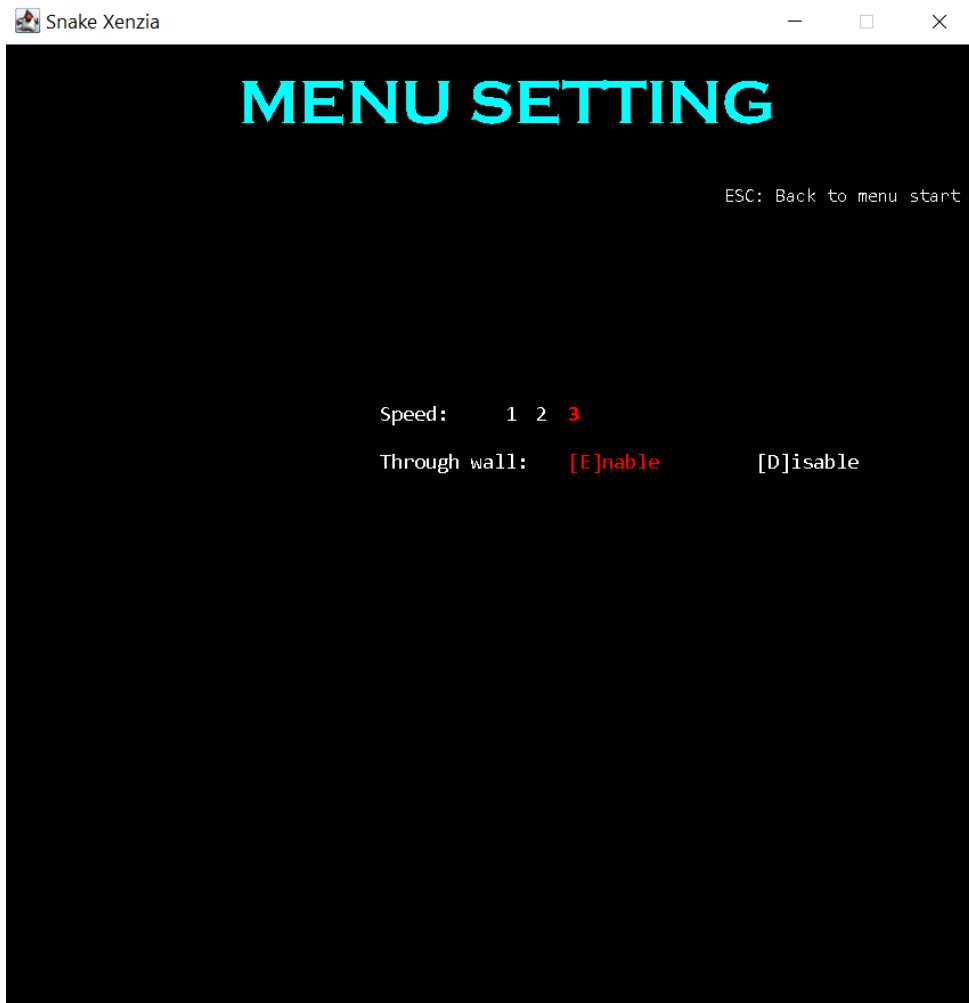 Snake Xenzia
MENU SETTING
ESC: Back to menu start
Speed: 1 2 3
Through wall: [E]nable [D]isable